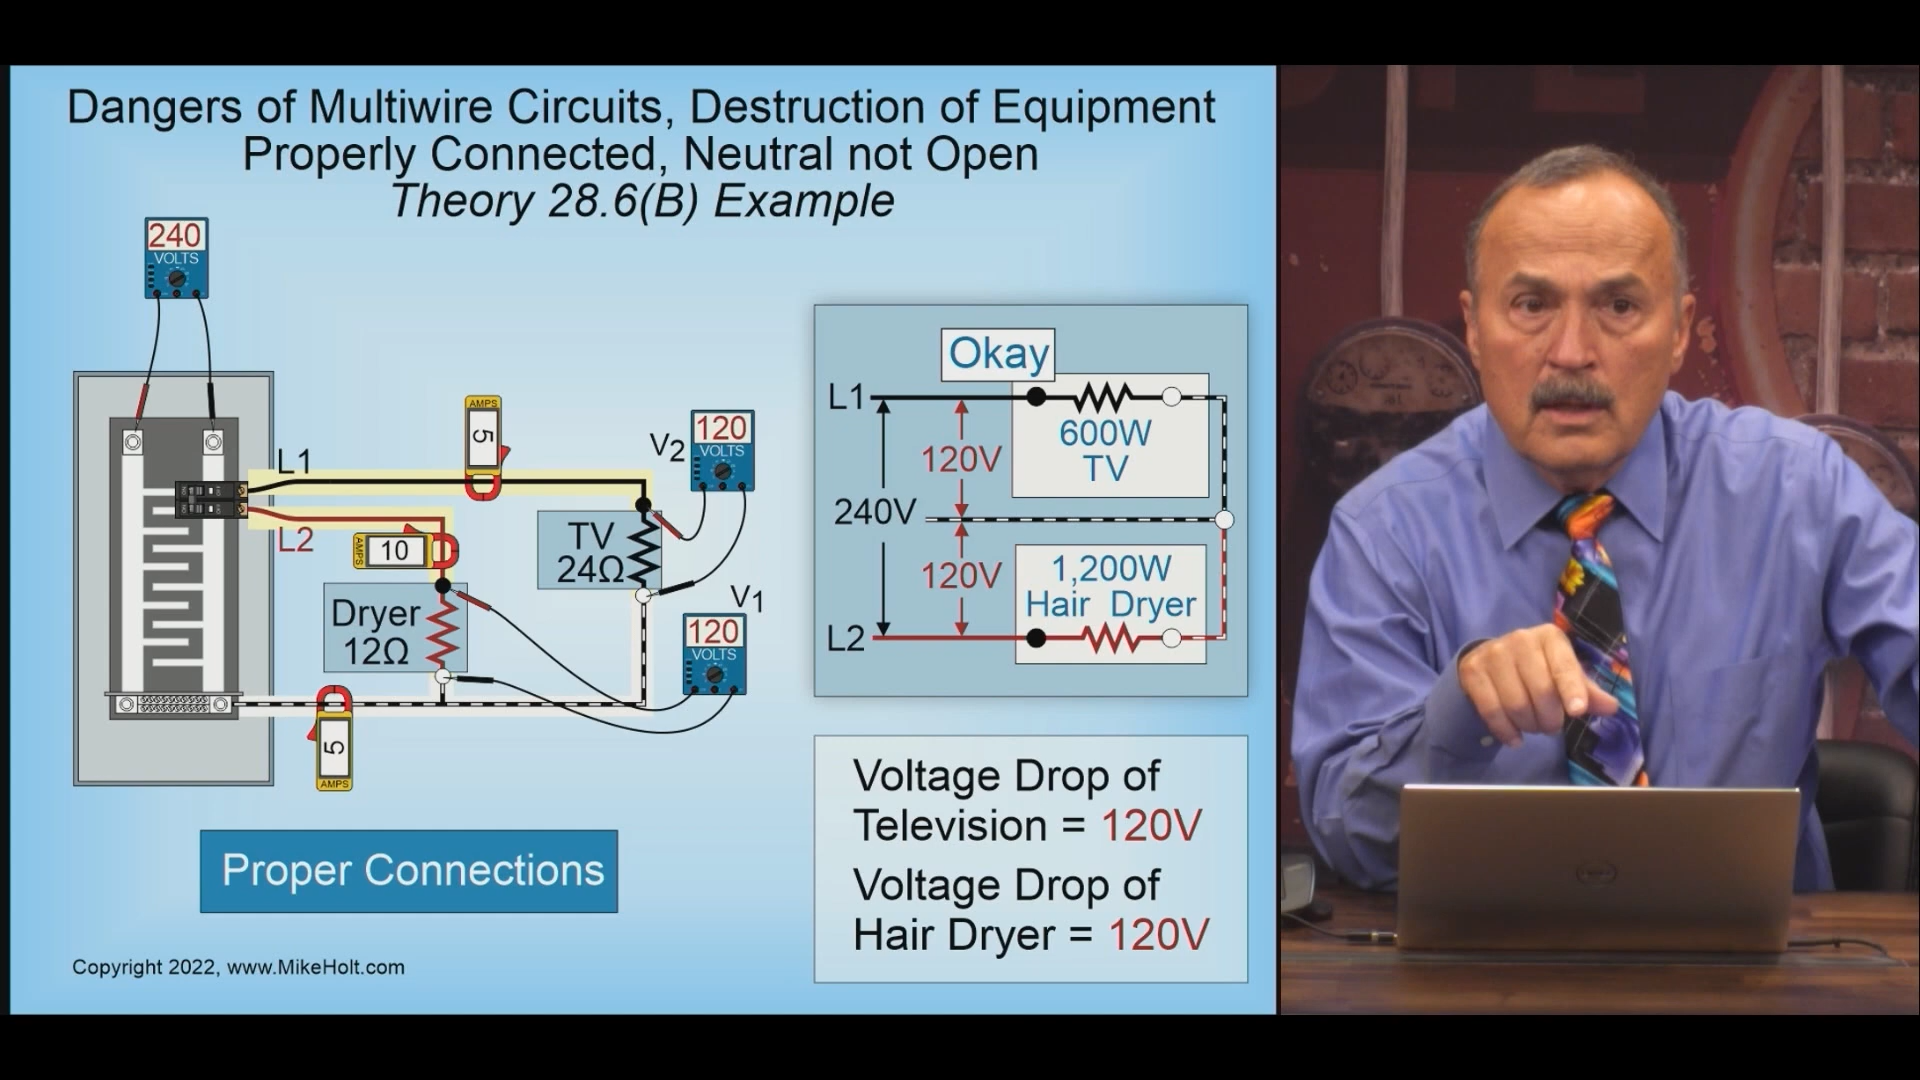 Dangers of Multiwire Circuits, Destruction of Equipment
Properly Connected, Neutral not Open
Theory 28.6(B) Example
240
VOLTS
L1
L2
AMPS
5
10
AMPS
V2
120
VOLTS
TV
24Ω
Dryer
12Ω
V1
120
VOLTS
5
AMPS
Proper Connections
Copyright 2022, www.MikeHolt.com
Okay
L1
600W
TV
120V
240V
120V
1,200W
Hair Dryer
L2
Voltage Drop of
Television = 120V
Voltage Drop of
Hair Dryer = 120V